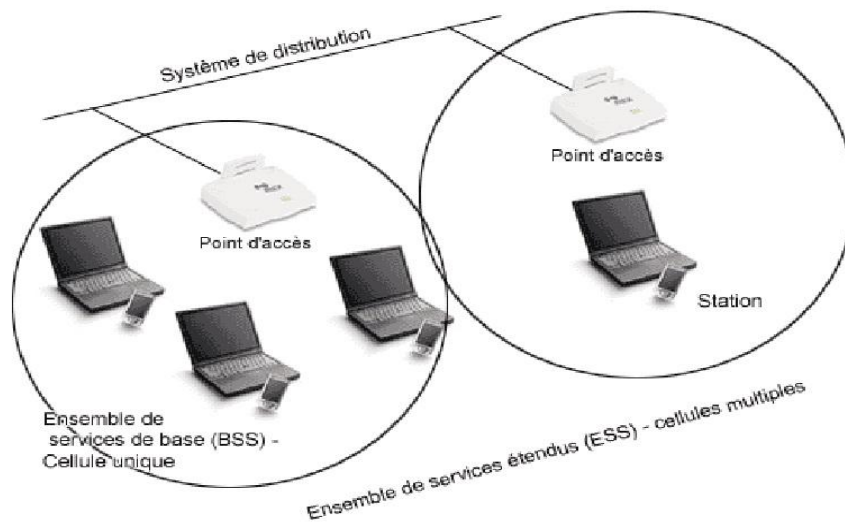 Système de distribution
Point d'accès
Point d'accès
Station
Ensemble de
services de base (BSS) -
Cellule unique
Ensemble de services étendus (ESS) - cellules multiples